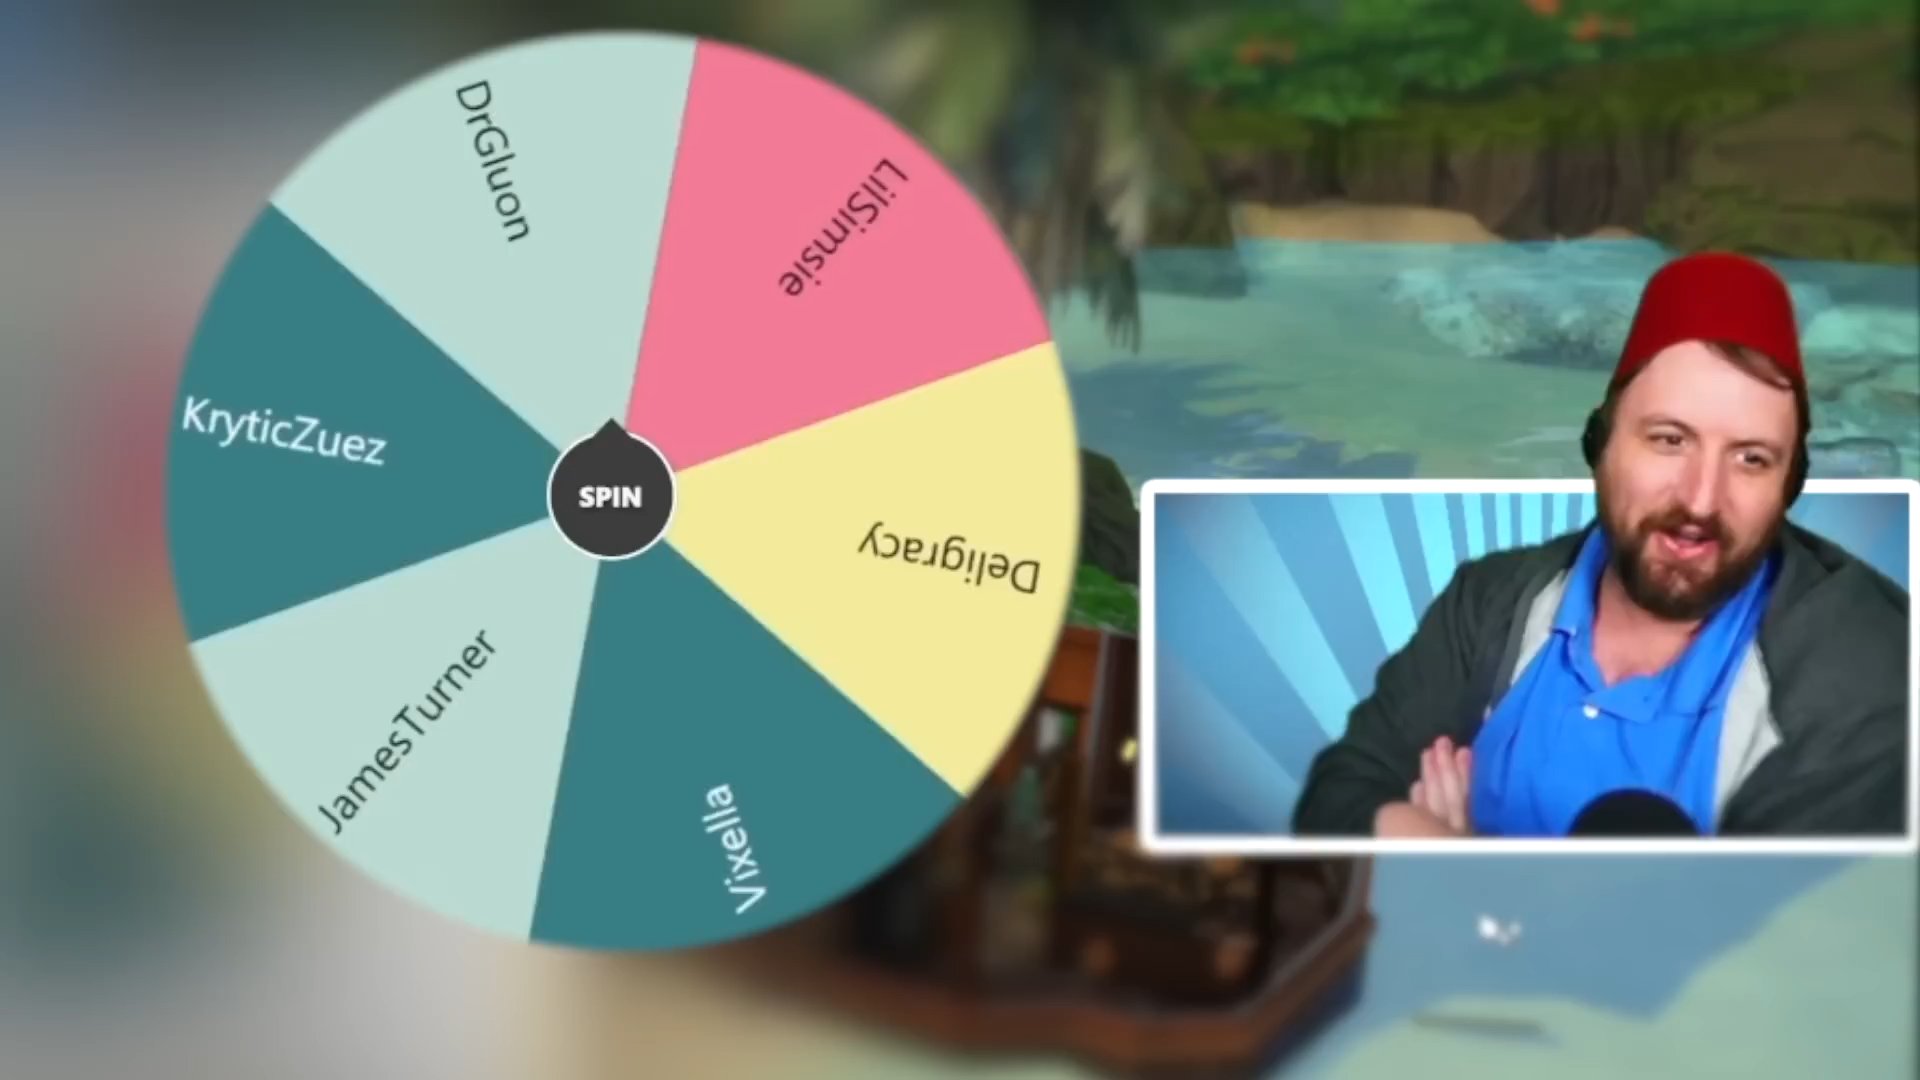 DrGluon
LilSimsie
KryticZuez
SPIN
Deligracy
JamesTurner
Vixella